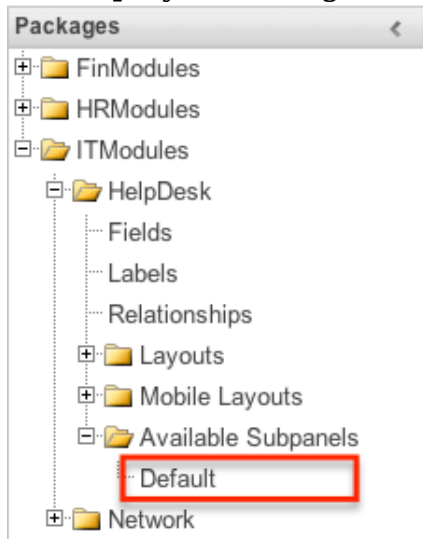 Packages
FinModules
HRModules
ITModules
HelpDesk
Fields
Labels
Relationships
Layouts
Mobile Layouts
Available Subpanels
Default
Network